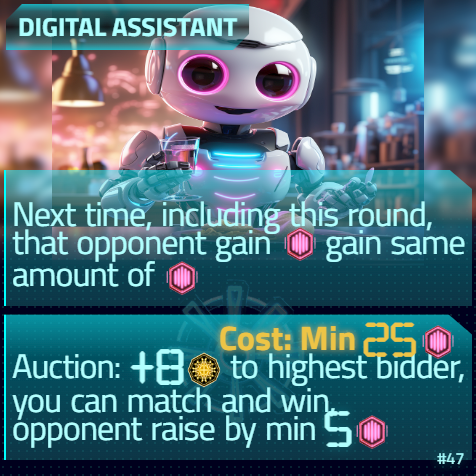 DIGITAL ASSISTANT
Next time, including this round,
that opponent gain gain same
amount of
Cost: Min 25
Auction: +8 to highest bidder,
you can match and win,
opponent raise by min 5
#47